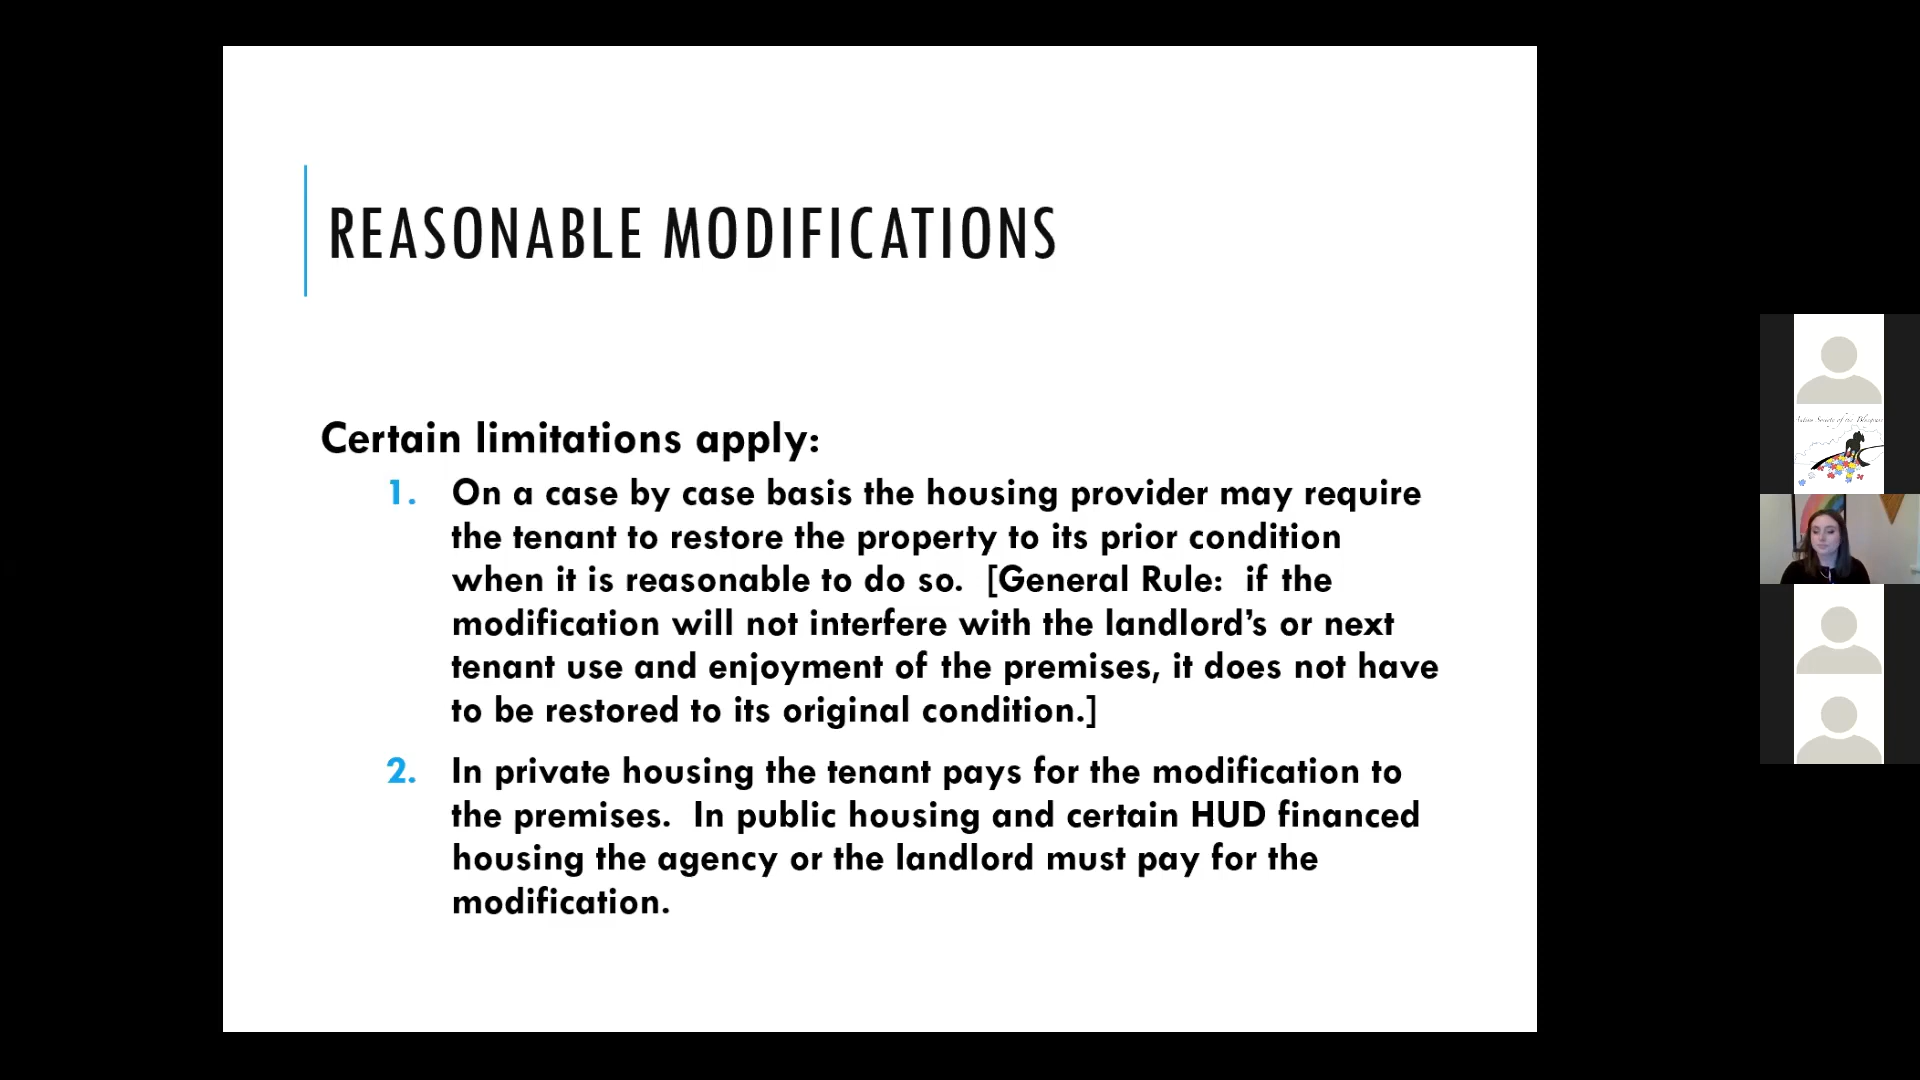 REASONABLE MODIFICATIONS
Certain limitations apply:
1. On a case by case basis the housing provider may require
the tenant to restore the property to its prior condition
when it is reasonable to do so. [General Rule: if the
modification will not interfere with the landlord’s or next
tenant use and enjoyment of the premises, it does not have
to be restored to its original condition.]
2. In private housing the tenant pays for the modification to
the premises. In public housing and certain HUD financed
housing the agency or the landlord must pay for the
modification.
Autism Society of the Bluegrass